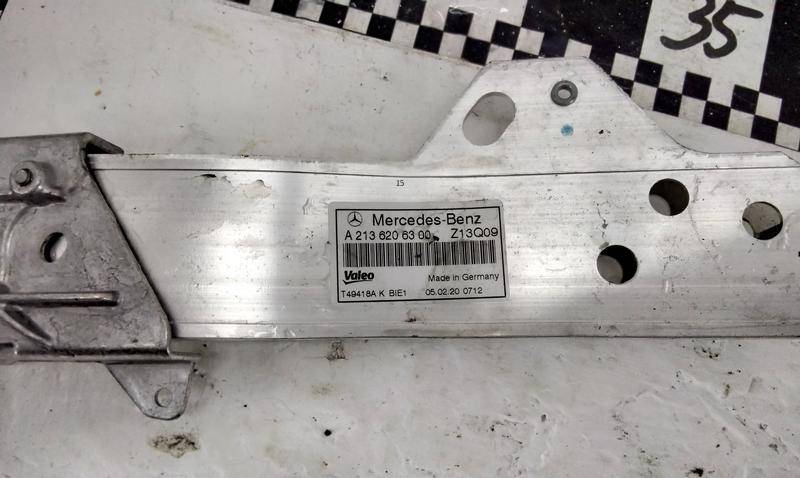 35
15
Mercedes-Benz
A 213 620 63 00 Z13Q09
Valeo
Made in Germany
T49418A K BIE1 05.02.20 0712